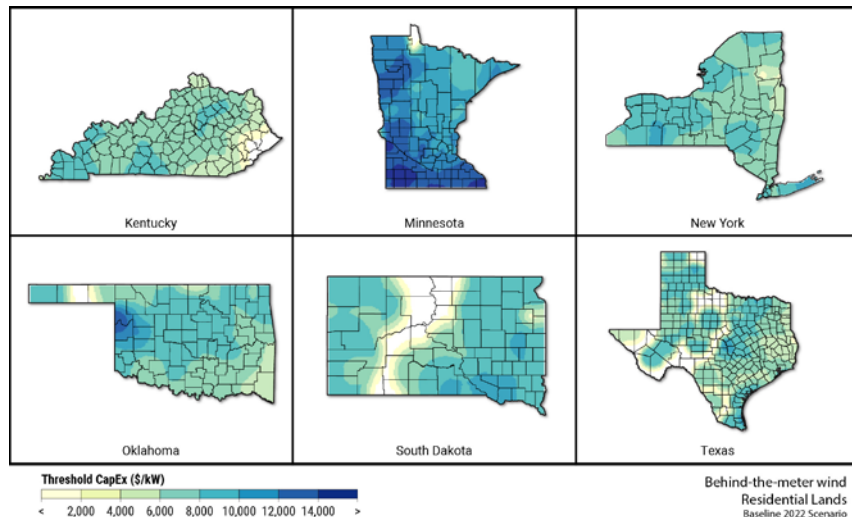 Kentucky
Minnesota
New York
Oklahoma
South Dakota
Texas
Threshold CapEx ($/kW)
< 2,000 4,000 6,000 8,000 10,000 12,000 14,000 >
Behind-the-meter wind
Residential Lands
Baseline 2022 Scenario